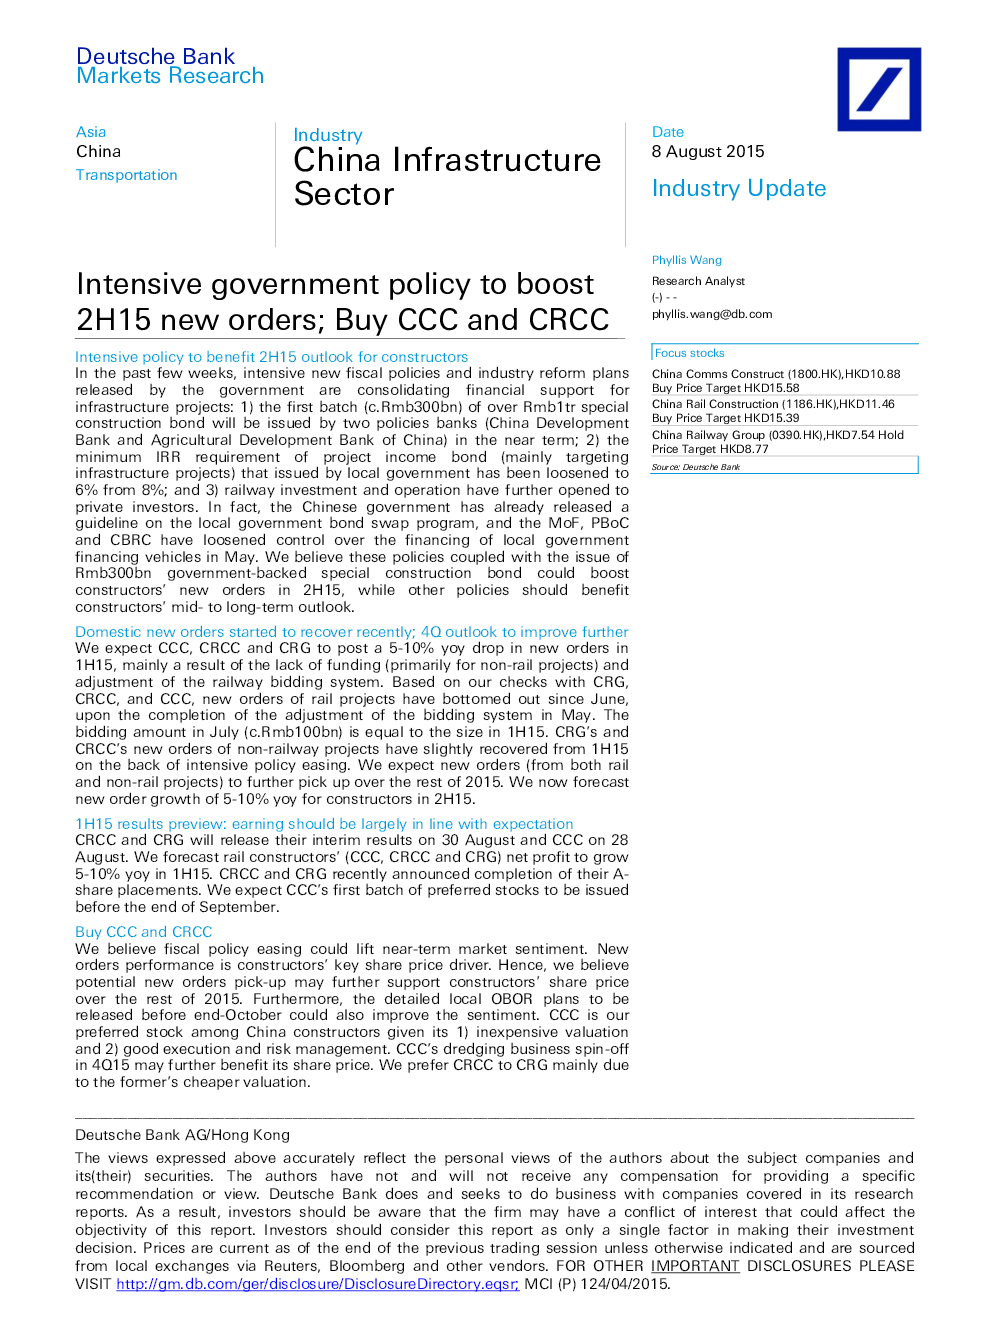 Deutsche Bank
Markets Research
Asia
China
Transportation
Industry
China Infrastructure
Sector
Date
8 August 2015
Industry Update
Intensive government policy to boost
2H15 new orders; Buy CCC and CRCC
Phyllis Wang
Research Analyst
(-) - -
phyllis.wang@db.com
Focus stocks
China Comms Construct (1800.HK),HKD10.88
Buy Price Target HKD15.58
China Rail Construction (1186.HK),HKD11.46
Buy Price Target HKD15.39
China Railway Group (0390.HK),HKD7.54 Hold
Price Target HKD8.77
Source: Deutsche Bank
Intensive policy to benefit 2H15 outlook for constructors
In the past few weeks, intensive new fiscal policies and industry reform plans
released by the government are consolidating financial support for
infrastructure projects: 1) the first batch (c.Rmb300bn) of over Rmb1tr special
construction bond will be issued by two policies banks (China Development
Bank and Agricultural Development Bank of China) in the near term; 2) the
minimum IRR requirement of project income bond (mainly targeting
infrastructure projects) that issued by local government has been loosened to
6% from 8%; and 3) railway investment and operation have further opened to
private investors. In fact, the Chinese government has already released a
guideline on the local government bond swap program, and the MoF, PBoC
and CBRC have loosened control over the financing of local government
financing vehicles in May. We believe these policies coupled with the issue of
Rmb300bn government-backed special construction bond could boost
constructors' new orders in 2H15, while other policies should benefit
constructors' mid- to long-term outlook.
Domestic new orders started to recover recently; 4Q outlook to improve further
We expect CCC, CRCC and CRG to post a 5-10% yoy drop in new orders in
1H15, mainly a result of the lack of funding (primarily for non-rail projects) and
adjustment of the railway bidding system. Based on our checks with CRG,
CRCC, and CCC, new orders of rail projects have bottomed out since June,
upon the completion of the adjustment of the bidding system in May. The
bidding amount in July (c.Rmb100bn) is equal to the size in 1H15. CRG's and
CRCC's new orders of non-railway projects have slightly recovered from 1H15
on the back of intensive policy easing. We expect new orders (from both rail
and non-rail projects) to further pick up over the rest of 2015. We now forecast
new order growth of 5-10% yoy for constructors in 2H15.
1H15 results preview: earning should be largely in line with expectation
CRCC and CRG will release their interim results on 30 August and CCC on 28
August. We forecast rail constructors' (CCC, CRCC and CRG) net profit to grow
5-10% yoy in 1H15. CRCC and CRG recently announced completion of their A-
share placements. We expect CCC's first batch of preferred stocks to be issued
before the end of September.
Buy CCC and CRCC
We believe fiscal policy easing could lift near-term market sentiment. New
orders performance is constructors' key share price driver. Hence, we believe
potential new orders pick-up may further support constructors' share price
over the rest of 2015. Furthermore, the detailed local OBOR plans to be
released before end-October could also improve the sentiment. CCC is our
preferred stock among China constructors given its 1) inexpensive valuation
and 2) good execution and risk management. CCC's dredging business spin-off
in 4Q15 may further benefit its share price. We prefer CRCC to CRG mainly due
to the former's cheaper valuation.
Deutsche Bank AG/Hong Kong
The views expressed above accurately reflect the personal views of the authors about the subject companies and
its(their) securities. The authors have not and will not receive any compensation for providing a specific
recommendation or view. Deutsche Bank does and seeks to do business with companies covered in its research
reports. As a result, investors should be aware that the firm may have a conflict of interest that could affect the
objectivity of this report. Investors should consider this report as only a single factor in making their investment
decision. Prices are current as of the end of the previous trading session unless otherwise indicated and are sourced
from local exchanges via Reuters, Bloomberg and other vendors. FOR OTHER IMPORTANT DISCLOSURES PLEASE
VISIT http://gm.db.com/ger/disclosure/DisclosureDirectory.eqsr; MCI (P) 124/04/2015.